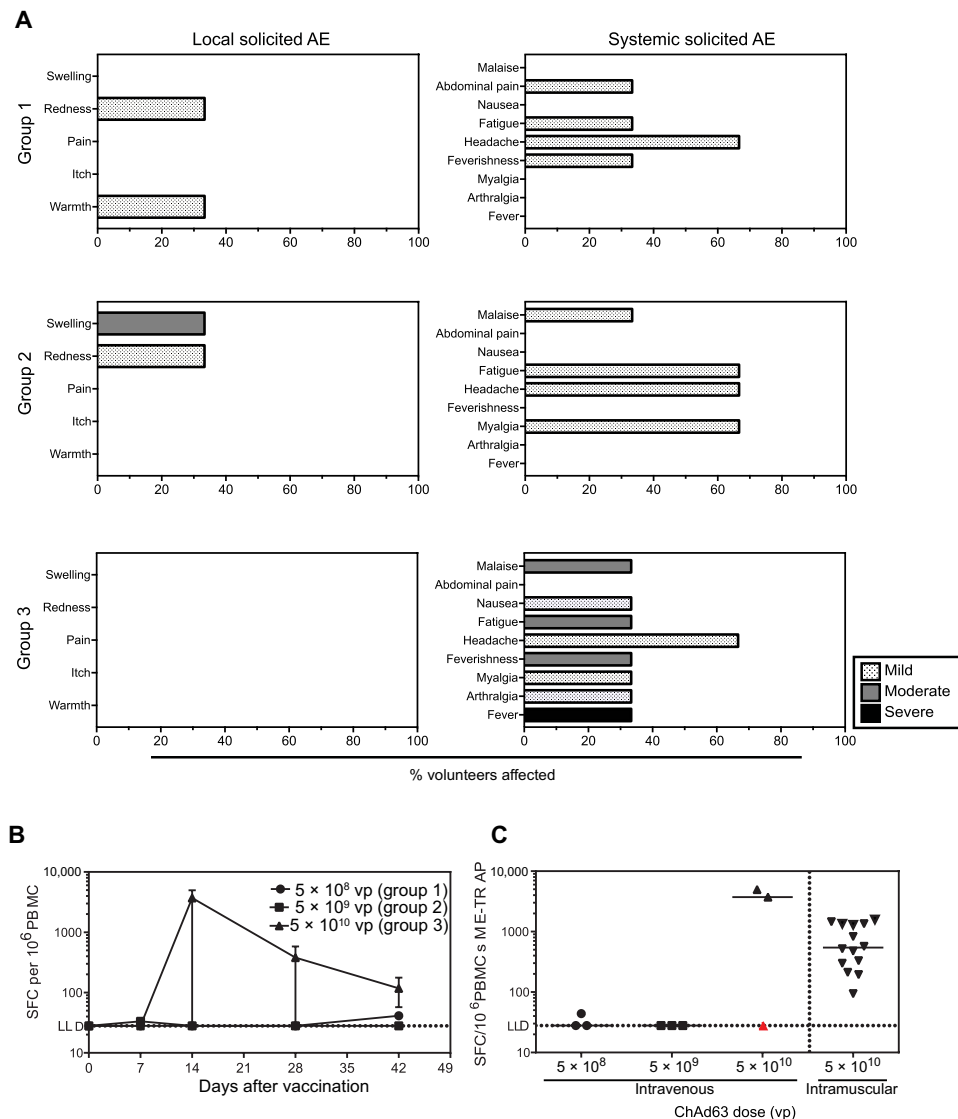 A
Local solicited AE
Systemic solicited AE
Group 1
Swelling
Redness
Pain
Itch
Warmth
0 20 40 60 80 100
Malaise
Abdominal pain
Nausea
Fatigue
Headache
Feverishness
Myalgia
Arthralgia
Fever
0 20 40 60 80 100
Group 2
Swelling
Redness
Pain
Itch
Warmth
0 20 40 60 80 100
Malaise
Abdominal pain
Nausea
Fatigue
Headache
Feverishness
Myalgia
Arthralgia
Fever
0 20 40 60 80 100
Group 3
Swelling
Redness
Pain
Itch
Warmth
0 20 40 60 80 100
Malaise
Abdominal pain
Nausea
Fatigue
Headache
Feverishness
Myalgia
Arthralgia
Fever
0 20 40 60 80 100
Mild
Moderate
Severe
% volunteers affected
B
SFC per 10⁶ PBMC
10,000
1000
100
LLD
10
0 7 14 21 28 35 42 49
Days after vaccination
5 × 10⁸ vp (group 1)
5 × 10⁹ vp (group 2)
5 × 10¹⁰ vp (group 3)
C
SFC/10⁶ PBMCs ME-TRAP
10,000
1000
100
LLD
10
5 × 10⁸ 5 × 10⁹ 5 × 10¹⁰ 5 × 10¹⁰
Intravenous Intramuscular
ChAd63 dose (vp)